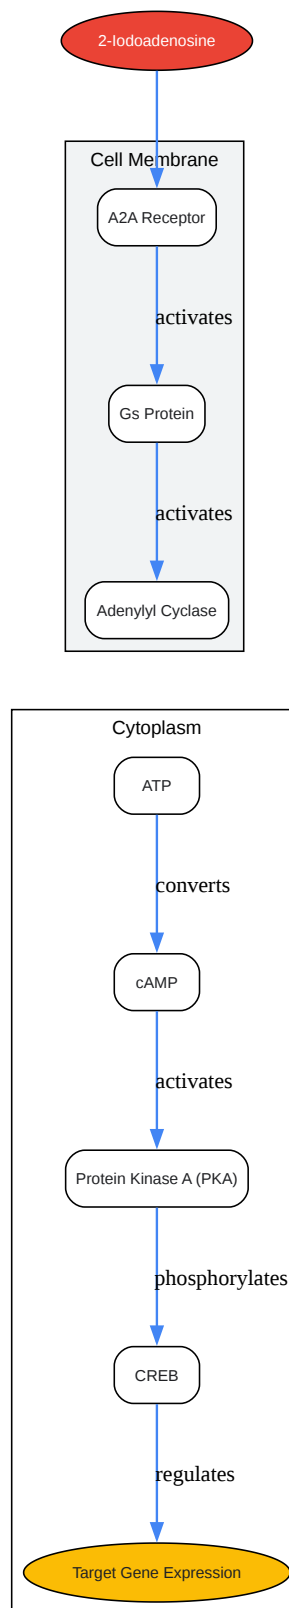 2-Iodoadenosine
Cell Membrane
A2A Receptor
activates
Gs Protein
activates
Adenylyl Cyclase
Cytoplasm
ATP
converts
cAMP
activates
Protein Kinase A (PKA)
phosphorylates
CREB
regulates
Target Gene Expression